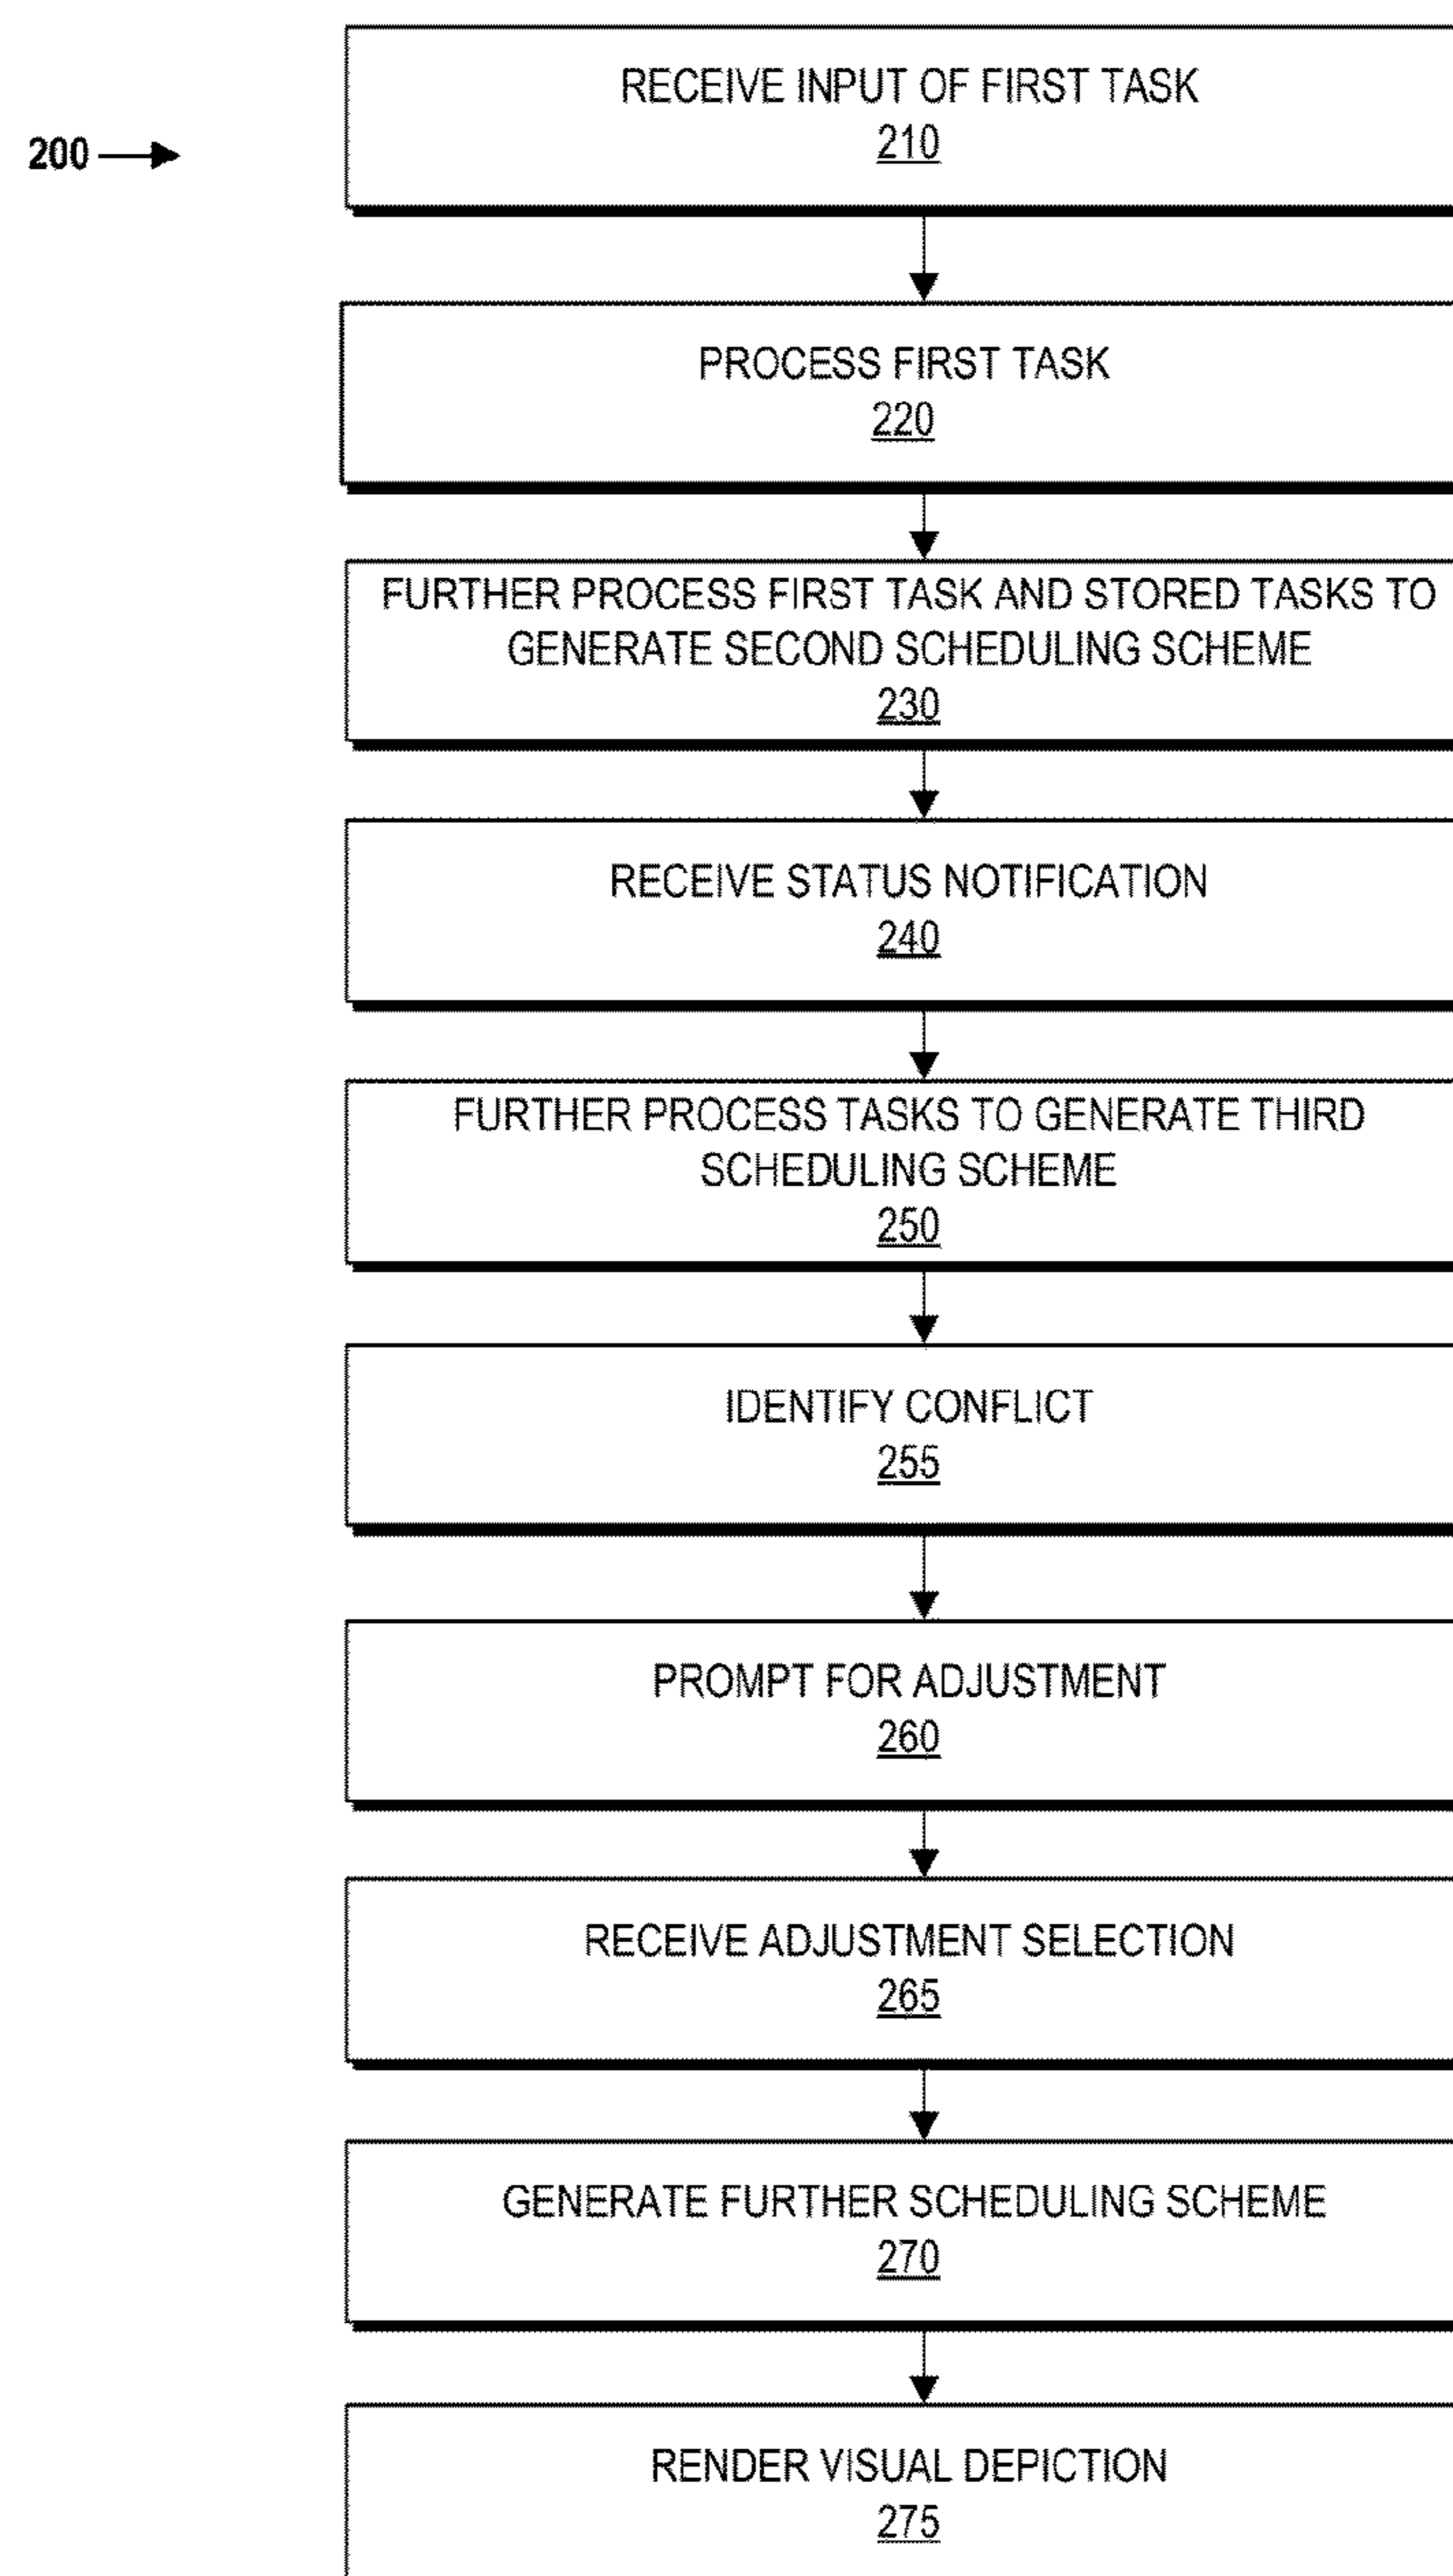 200
RECEIVE INPUT OF FIRST TASK
210
PROCESS FIRST TASK
220
FURTHER PROCESS FIRST TASK AND STORED TASKS TO
GENERATE SECOND SCHEDULING SCHEME
230
RECEIVE STATUS NOTIFICATION
240
FURTHER PROCESS TASKS TO GENERATE THIRD
SCHEDULING SCHEME
250
IDENTIFY CONFLICT
255
PROMPT FOR ADJUSTMENT
260
RECEIVE ADJUSTMENT SELECTION
265
GENERATE FURTHER SCHEDULING SCHEME
270
RENDER VISUAL DEPICTION
275